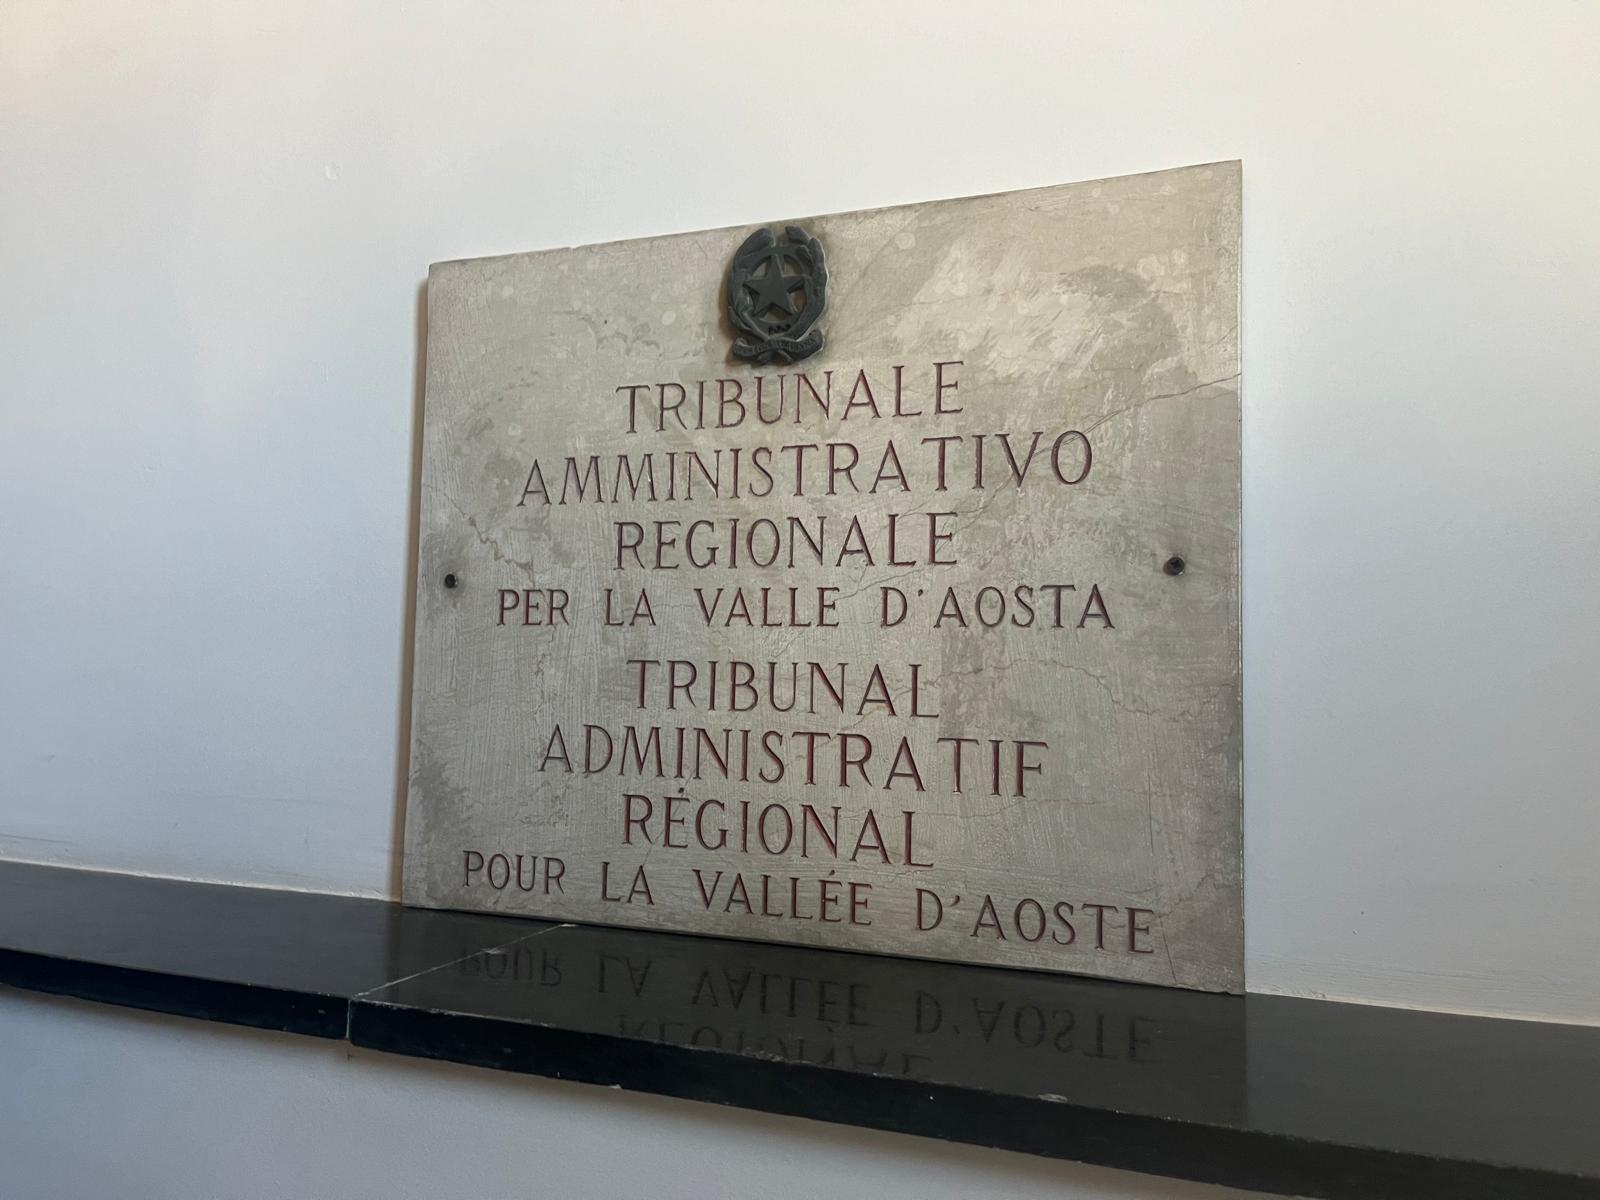 TRIBUNALE
AMMINISTRATIVO
REGIONALE
PER LA VALLE D'AOSTA
TRIBUNAL
ADMINISTRATIF
RÉGIONAL
POUR LA VALLÉE D'AOSTE